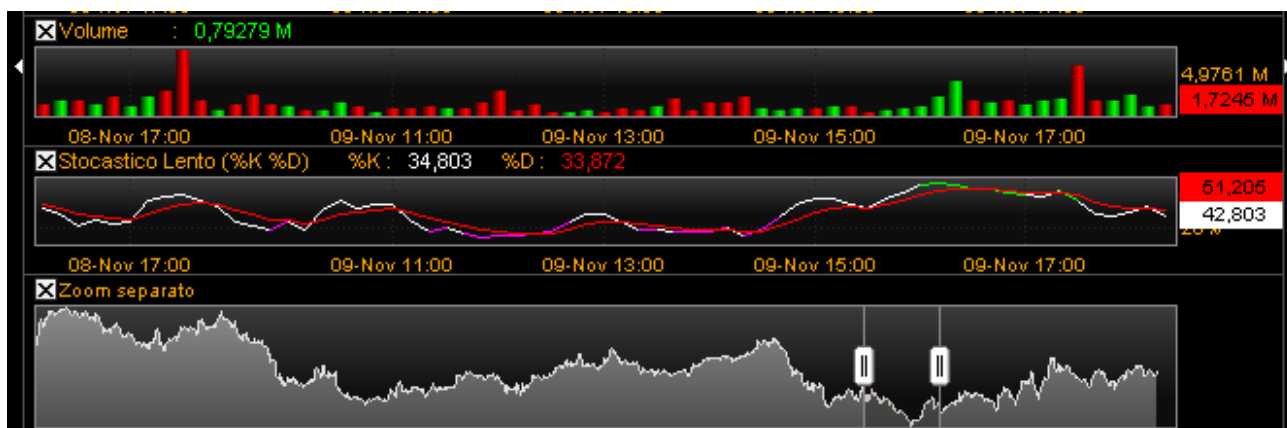 Volume : 0,79279 M
4,9761 M
1,7245 M
08-Nov 17:00 09-Nov 11:00 09-Nov 13:00 09-Nov 15:00 09-Nov 17:00
Stocastico Lento (%K %D) %K : 34,803 %D : 33,872
51,205
42,803
08-Nov 17:00 09-Nov 11:00 09-Nov 13:00 09-Nov 15:00 09-Nov 17:00
Zoom separato